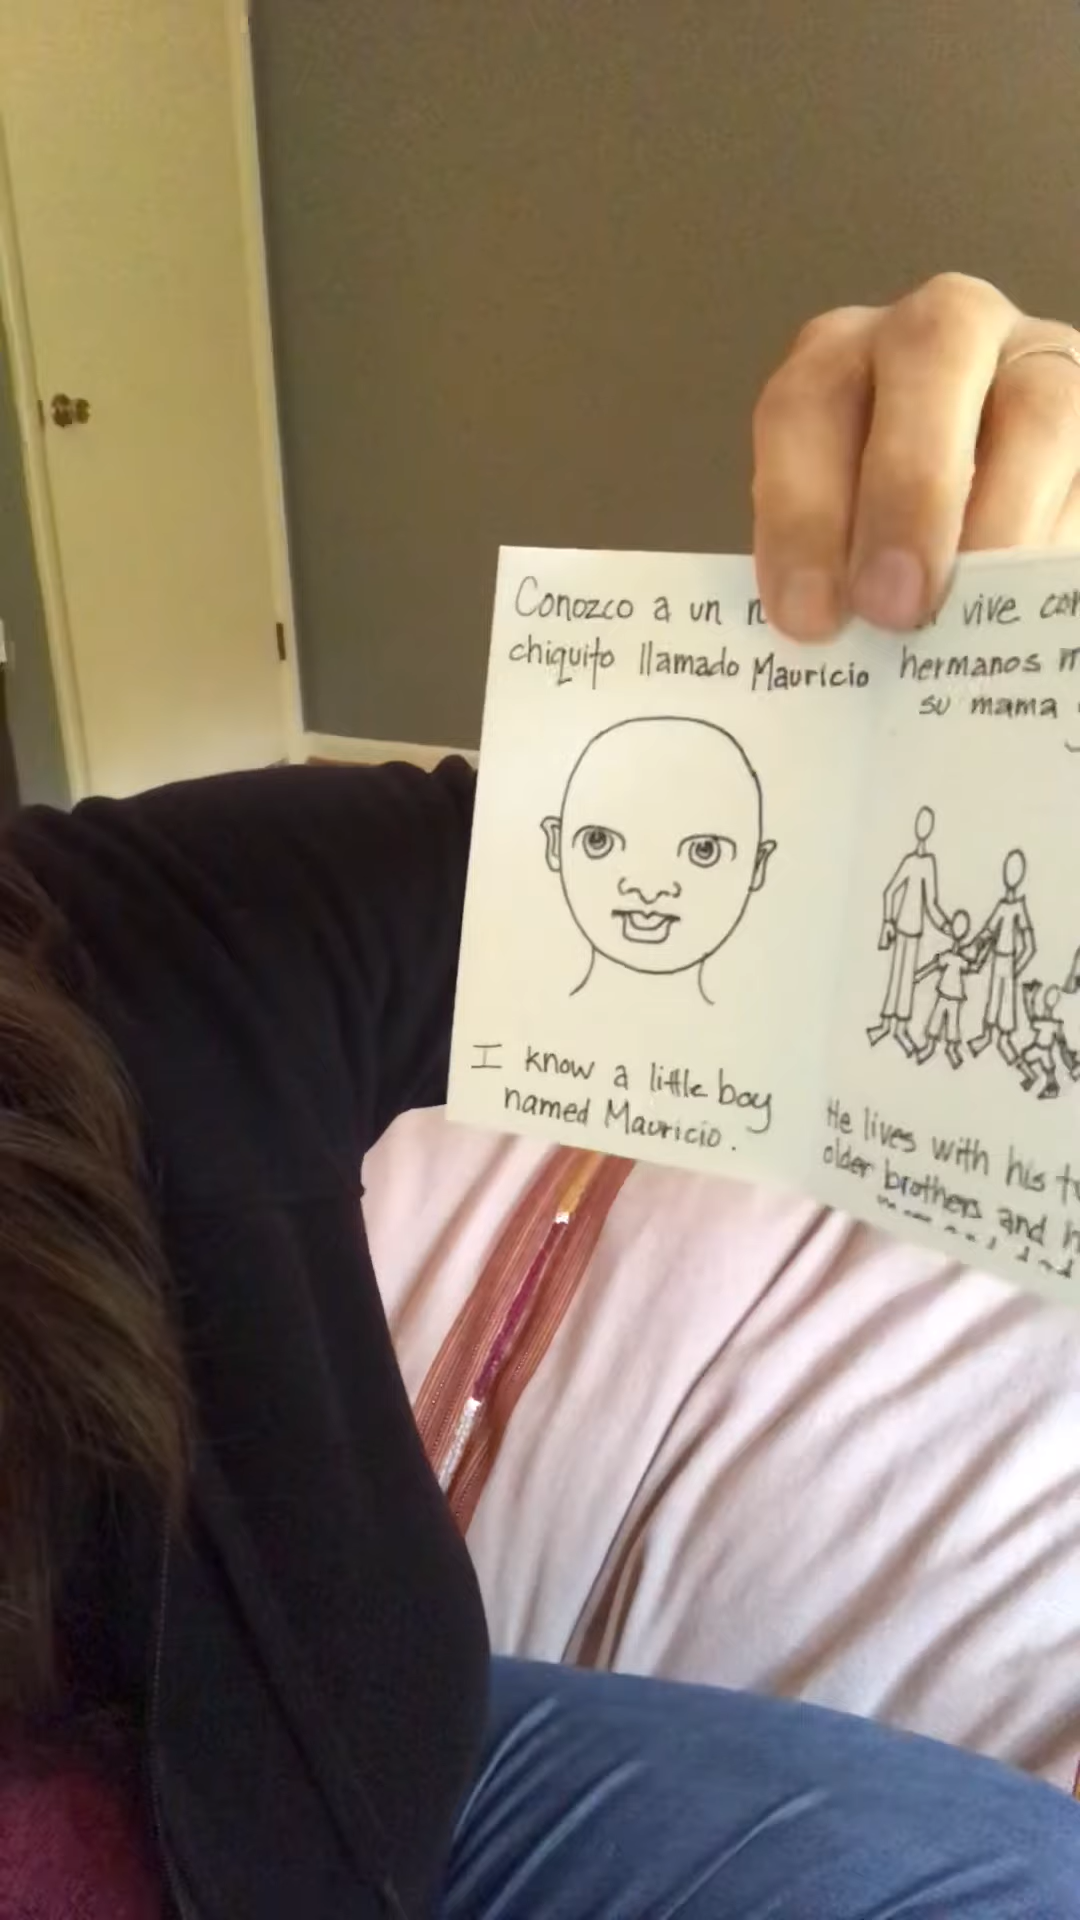 Conozco a un
chiquito llamado Mauricio
I know a little boy
named Mauricio.
vive
hermanos
su mama
He lives with his
older brothers and